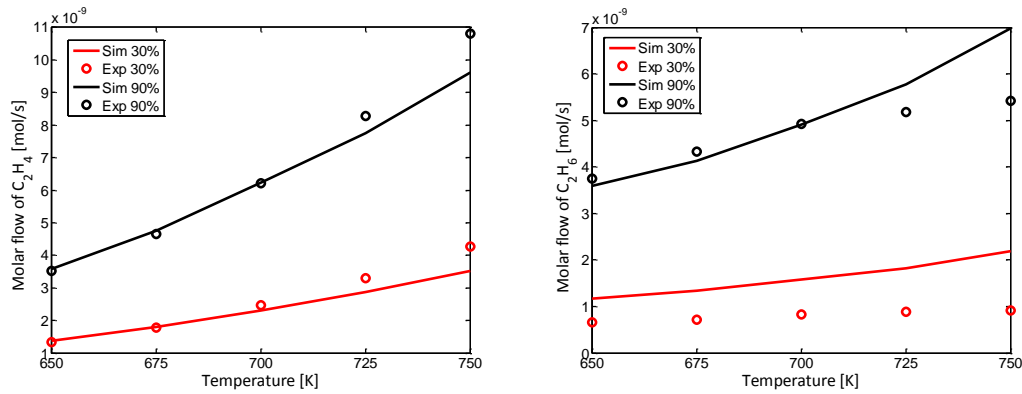 x 10^-9
11
10
9
8
7
6
5
4
3
2
1
Molar flow of C_2H_4 [mol/s]
Sim 30%
Exp 30%
Sim 90%
Exp 90%
650 675 700 725 750
Temperature [K]
x 10^-9
7
6
5
4
3
2
1
0
Molar flow of C_2H_6 [mol/s]
Sim 30%
Exp 30%
Sim 90%
Exp 90%
650 675 700 725 750
Temperature [K]